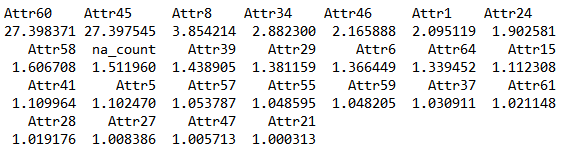 Attr60 Attr45 Attr8 Attr34 Attr46 Attr1 Attr24
27.398371 27.397545 3.854214 2.882300 2.165888 2.095119 1.902581
Attr58 na_count Attr39 Attr29 Attr6 Attr64 Attr15
1.606708 1.511960 1.438905 1.381159 1.366449 1.339452 1.112308
Attr41 Attr5 Attr57 Attr55 Attr59 Attr37 Attr61
1.109964 1.102470 1.053787 1.048595 1.048205 1.030911 1.021148
Attr28 Attr27 Attr47 Attr21
1.019176 1.008386 1.005713 1.000313